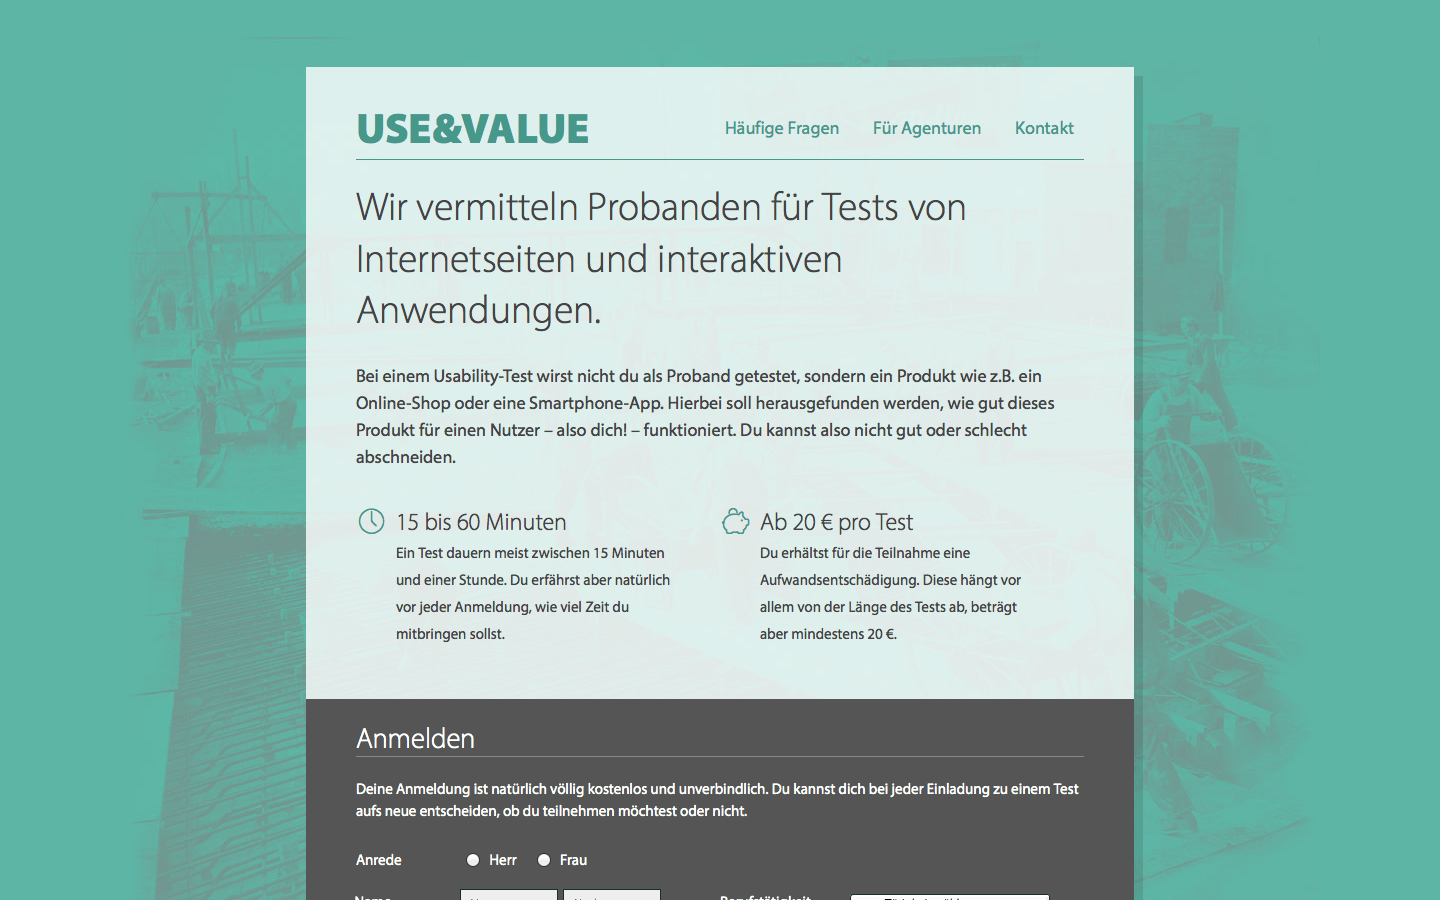 USE&VALUE
Häufige Fragen
Für Agenturen
Kontakt
Wir vermitteln Probanden für Tests von
Internetseiten und interaktiven
Anwendungen.
Bei einem Usability-Test wirst nicht du als Proband getestet, sondern ein Produkt wie z.B. ein
Online-Shop oder eine Smartphone-App. Hierbei soll herausgefunden werden, wie gut dieses
Produkt für einen Nutzer – also dich! – funktioniert. Du kannst also nicht gut oder schlecht
abschneiden.
15 bis 60 Minuten
Ein Test dauern meist zwischen 15 Minuten
und einer Stunde. Du erfährst aber natürlich
vor jeder Anmeldung, wie viel Zeit du
mitbringen sollst.
Ab 20 € pro Test
Du erhältst für die Teilnahme eine
Aufwandsentschädigung. Diese hängt vor
allem von der Länge des Tests ab, beträgt
aber mindestens 20 €.
Anmelden
Deine Anmeldung ist natürlich völlig kostenlos und unverbindlich. Du kannst dich bei jeder Einladung zu einem Test
aufs neue entscheiden, ob du teilnehmen möchtest oder nicht.
Anrede
Herr
Frau
Name
Berufstätigkeit